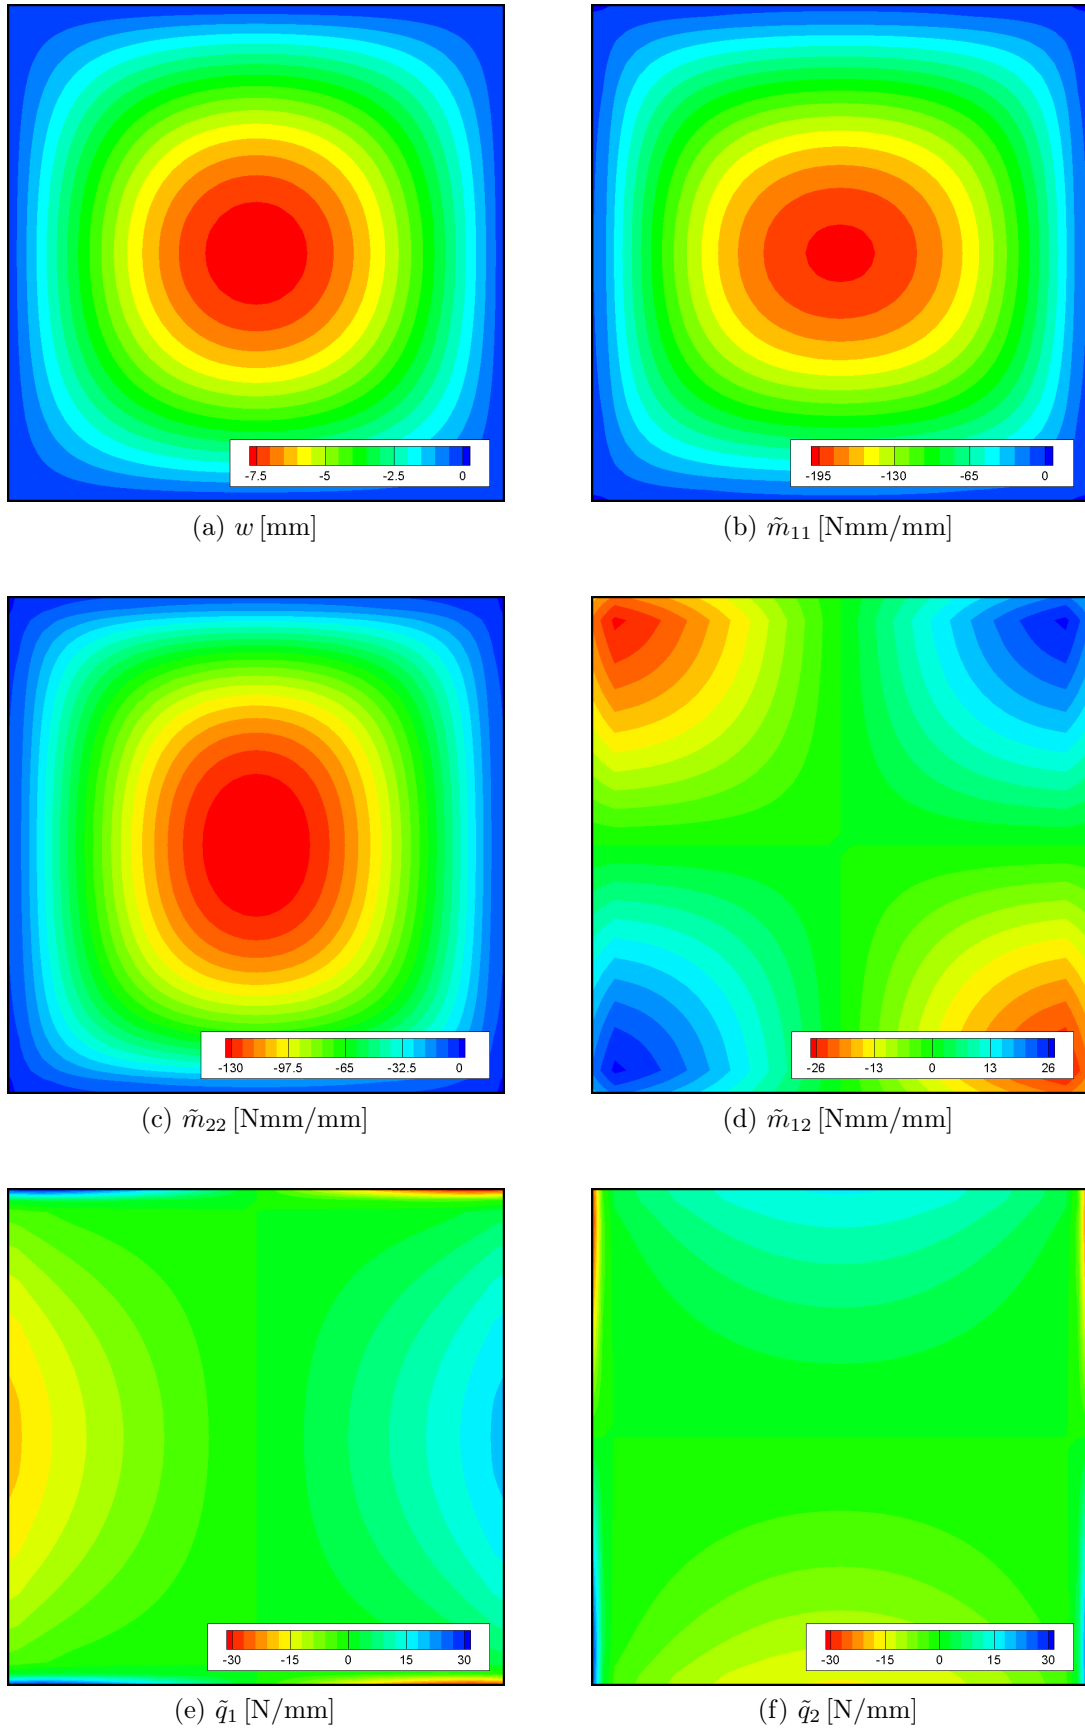 -7.5 -5 -2.5 0
-195 -130 -65 0
(a) w [mm]
(b) m̃₁₁ [Nmm/mm]
-130 -97.5 -65 -32.5 0
-26 -13 0 13 26
(c) m̃₂₂ [Nmm/mm]
(d) m̃₁₂ [Nmm/mm]
-30 -15 0 15 30
-30 -15 0 15 30
(e) q̃₁ [N/mm]
(f) q̃₂ [N/mm]